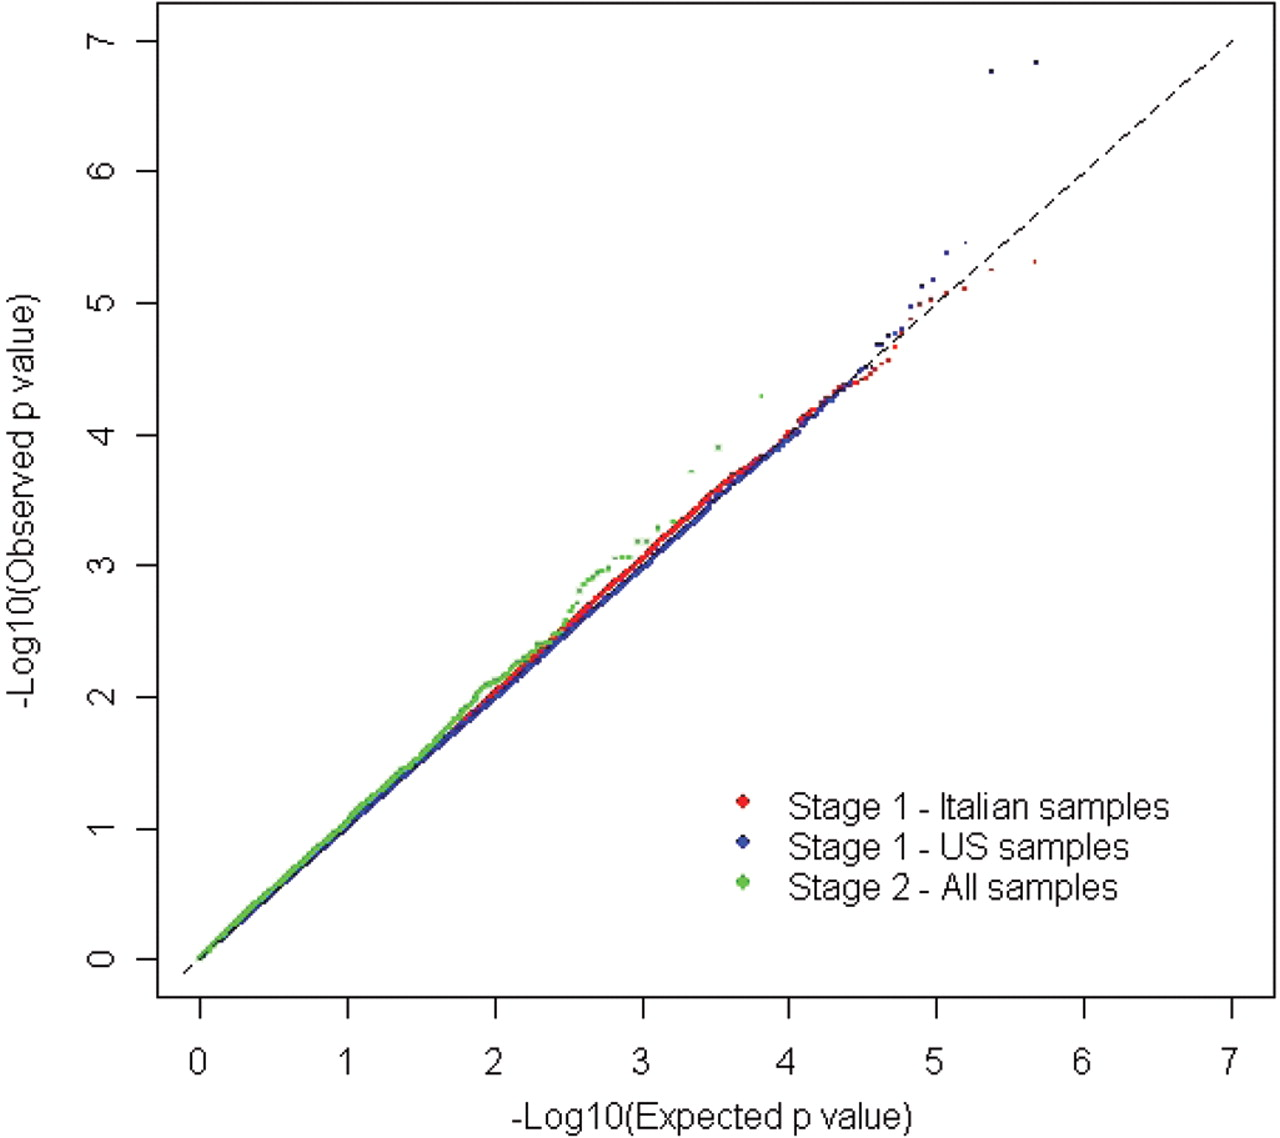 -Log10(Observed p value)
7
6
5
4
3
2
1
0
Stage 1 - Italian samples
Stage 1 - US samples
Stage 2 - All samples
0 1 2 3 4 5 6 7
-Log10(Expected p value)